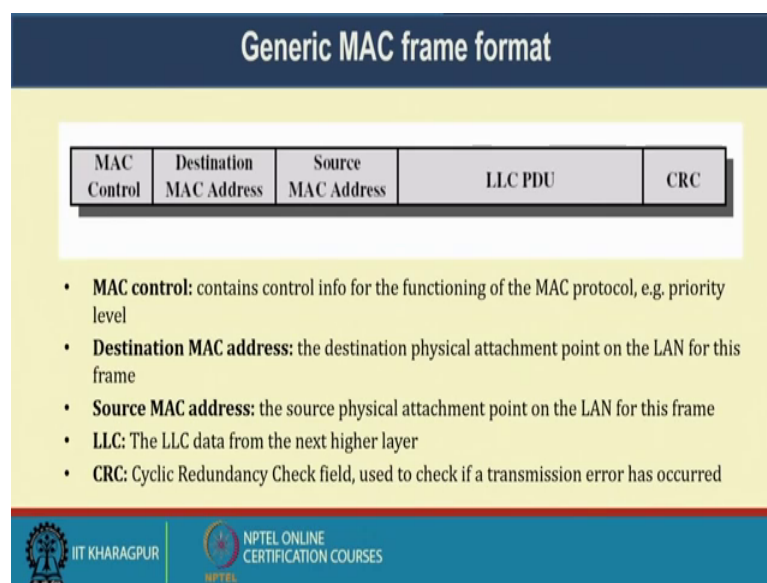 Generic MAC frame format
MAC Control
Destination MAC Address
Source MAC Address
LLC PDU
CRC
• MAC control: contains control info for the functioning of the MAC protocol, e.g. priority
level
• Destination MAC address: the destination physical attachment point on the LAN for this
frame
• Source MAC address: the source physical attachment point on the LAN for this frame
• LLC: The LLC data from the next higher layer
• CRC: Cyclic Redundancy Check field, used to check if a transmission error has occurred
IIT KHARAGPUR
NPTEL ONLINE
CERTIFICATION COURSES
NPTEL